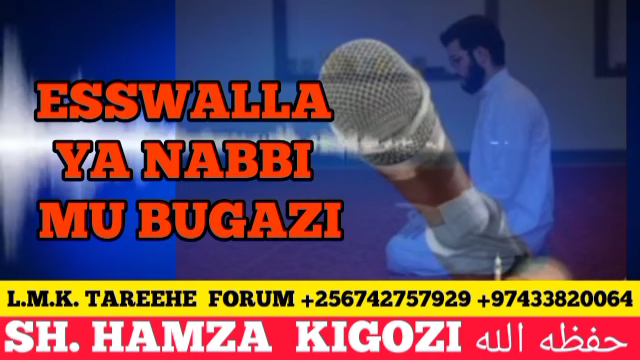 ESSWALLA
YA NABBI
MU BUGAZI
L.M.K. TAREEHE FORUM +256742757929 +97433820064
SH. HAMZA KIGOZI حفظه الله